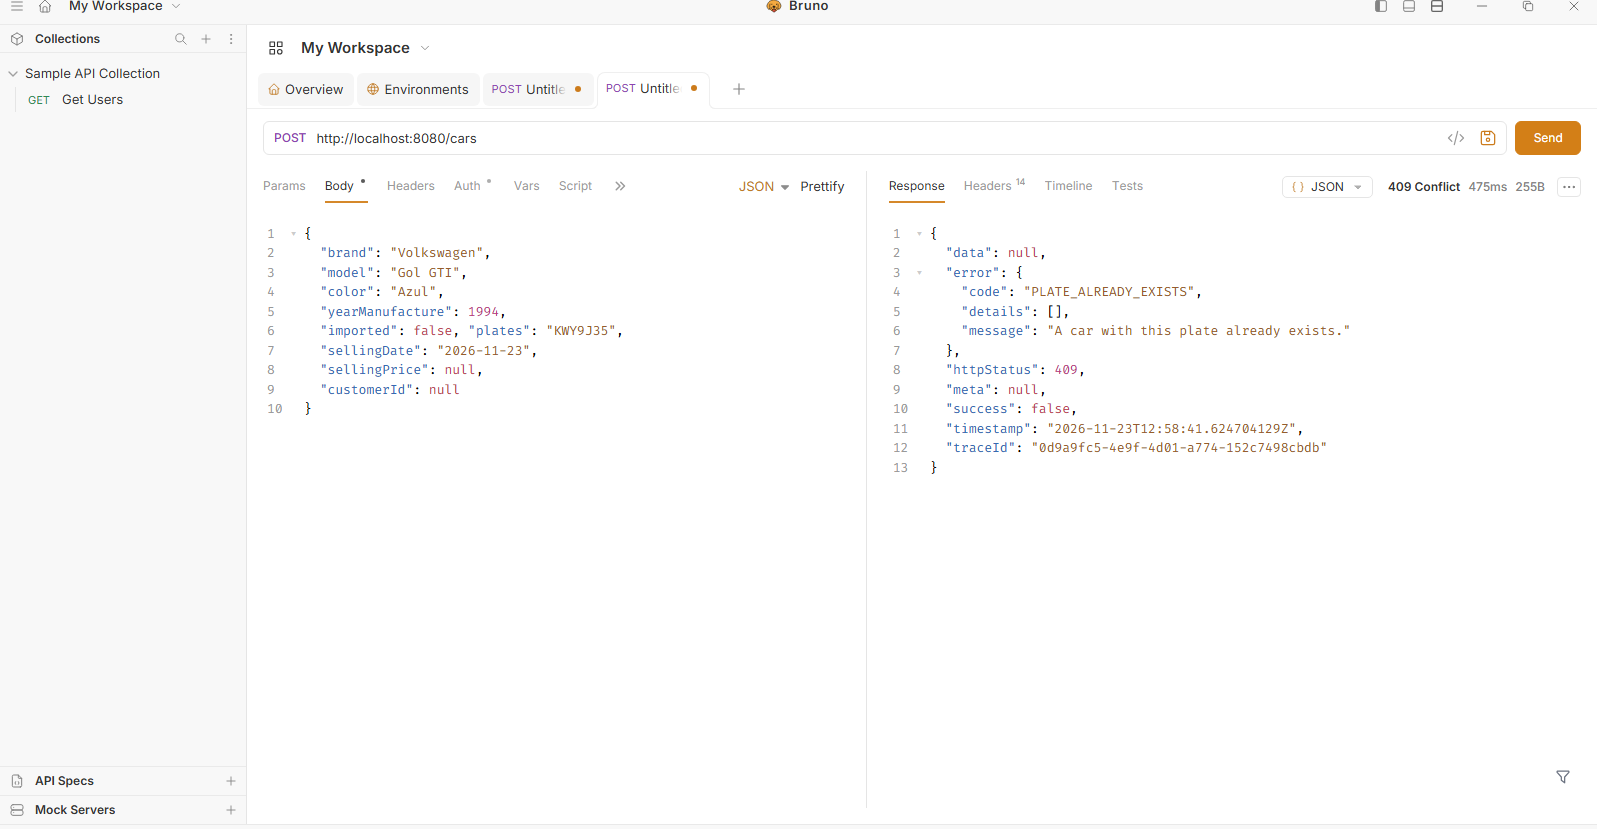 My Workspace
Bruno
Collections
My Workspace
Sample API Collection
GET Get Users
Overview
Environments
POST Untitle
POST Untitle
POST http://localhost:8080/cars
</>
Send
Params Body Headers Auth Vars Script
JSON Prettify
Response Headers 14 Timeline Tests
{ } JSON
409 Conflict 475ms 255B
1 {
2 "brand": "Volkswagen",
3 "model": "Gol GTI",
4 "color": "Azul",
5 "yearManufacture": 1994,
6 "imported": false, "plates": "KWY9J35",
7 "sellingDate": "2026-11-23",
8 "sellingPrice": null,
9 "customerId": null
10 }
1 {
2 "data": null,
3 "error": {
4 "code": "PLATE_ALREADY_EXISTS",
5 "details": [],
6 "message": "A car with this plate already exists."
7 },
8 "httpStatus": 409,
9 "meta": null,
10 "success": false,
11 "timestamp": "2026-11-23T12:58:41.624704129Z",
12 "traceId": "0d9a9fc5-4e9f-4d01-a774-152c7498cbdb"
13 }
API Specs
Mock Servers